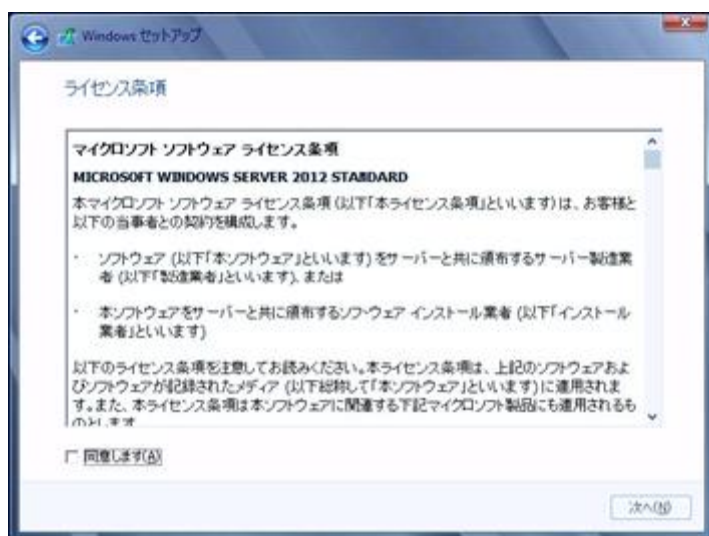 Windows セットアップ
ライセンス条項
マイクロソフト ソフトウェア ライセンス条項
MICROSOFT WINDOWS SERVER 2012 STANDARD
本マイクロソフト ソフトウェア ライセンス条項 (以下「本ライセンス条項」といいます) は、お客様と
以下の当事者との契約を構成します。
・ ソフトウェア (以下「本ソフトウェア」といいます) をサーバーと共に頒布するサーバー製造業
者 (以下「製造業者」といいます)、または
・ 本ソフトウェアをサーバーと共に頒布するソフトウェア インストール業者 (以下「インストール
業者」といいます)
以下のライセンス条項を注意してお読みください。本ライセンス条項は、上記のソフトウェアおよ
びソフトウェアが記録されたメディア (以下総称して「本ソフトウェア」といいます) に適用されま
す。また、本ライセンス条項は本ソフトウェアに関連する下記マイクロソフト製品にも適用されるも
のとします
同意します(A)
次へ(N)